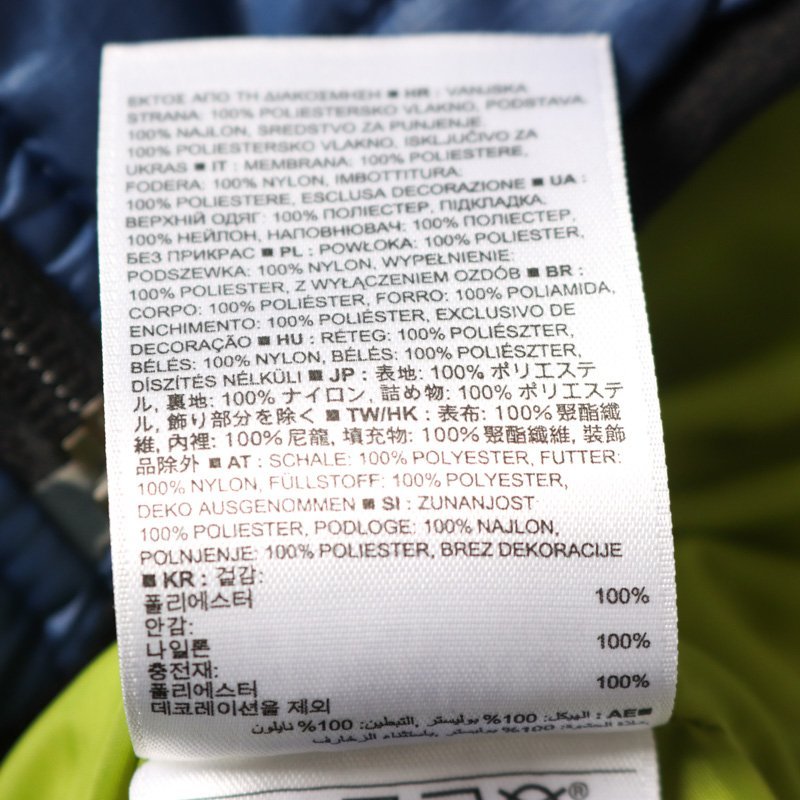 ΕΚΤΟΣ ΑΠΟ ΤΗ ΔΙΑΚΟΣΜΗΣΗ ■ HR : VANJSKA
STRANA: 100% POLIESTERSKO VLAKNO, PODSTAVA:
100% NAJLON, SREDSTVO ZA PUNJENJE:
100% POLIESTERSKO VLAKNO, ISKLJUČIVO ZA
UKRAS ■ IT : MEMBRANA: 100% POLIESTERE,
FODERA: 100% NYLON, IMBOTTITURA:
100% POLIESTERE, ESCLUSA DECORAZIONE ■ UA :
ВЕРХНІЙ ОДЯГ: 100% ПОЛІЕСТЕР, ПІДКЛАДКА:
100% НЕЙЛОН, НАПОВНЮВАЧ: 100% ПОЛІЕСТЕР,
БЕЗ ПРИКРАС ■ PL : POWŁOKA: 100% POLIESTER,
PODSZEWKA: 100% NYLON, WYPEŁNIENIE:
100% POLIESTER, Z WYŁĄCZENIEM OZDÓB ■ BR :
CORPO: 100% POLIÉSTER, FORRO: 100% POLIAMIDA,
ENCHIMENTO: 100% POLIÉSTER, EXCLUSIVO DE
DECORAÇÃO ■ HU : RÉTEG: 100% POLIÉSZTER,
BÉLÉS: 100% NYLON, BÉLÉS: 100% POLIÉSZTER,
DÍSZÍTÉS NÉLKÜLI ■ JP : 表地: 100% ポリエステ
ル, 裏地: 100% ナイロン, 詰め物: 100% ポリエステ
ル, 飾り部分を除く ■ TW/HK : 表布: 100% 聚酯纖
維, 內裡: 100% 尼龍, 填充物: 100% 聚酯纖維, 裝飾
品除外 ■ AT : SCHALE: 100% POLYESTER, FUTTER:
100% NYLON, FÜLLSTOFF: 100% POLYESTER,
DEKO AUSGENOMMEN ■ SI : ZUNANJOST:
100% POLIESTER, PODLOGE: 100% NAJLON,
POLNJENJE: 100% POLIESTER, BREZ DEKORACIJE
■ KR : 겉감:
폴리에스터 100%
안감:
나일론 100%
충전재:
폴리에스터 100%
데코레이션을 제외
■ AE : الهيكل: 100% بوليستر, التبطين: 100% نايلون
بوليستر, باستثناء الزخارف